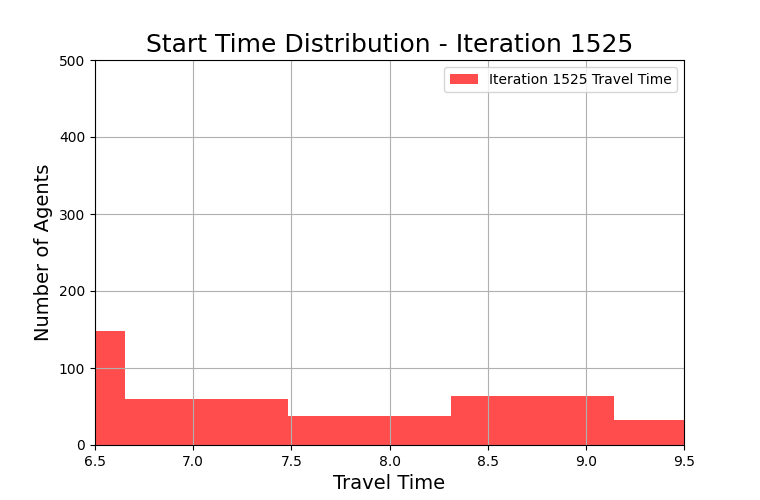 Start Time Distribution - Iteration 1525
Iteration 1525 Travel Time
Number of Agents
500
400
300
200
100
0
6.5 7.0 7.5 8.0 8.5 9.0 9.5
Travel Time